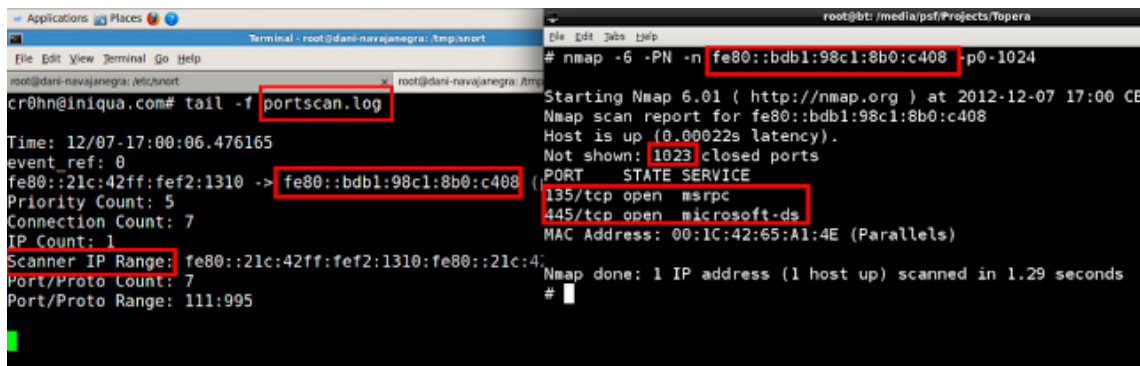 Applications Places
Terminal - root@dani-navajanegra: /tmp/snort
File Edit View Terminal Go Help
root@dani-navajanegra: /etc/snort
root@dani-navajanegra: /tmp
cr0hn@iniqua.com# tail -f portscan.log
Time: 12/07-17:00:06.476165
event_ref: 0
fe80::21c:42ff:fef2:1310 -> fe80::bdb1:98c1:8b0:c408 (
Priority Count: 5
Connection Count: 7
IP Count: 1
Scanner IP Range: fe80::21c:42ff:fef2:1310:fe80::21c:42
Port/Proto Count: 7
Port/Proto Range: 111:995
root@bt: /media/psf/Projects/Topera
File Edit Tabs Help
# nmap -6 -PN -n fe80::bdb1:98c1:8b0:c408 -p0-1024
Starting Nmap 6.01 ( http://nmap.org ) at 2012-12-07 17:00 CE
Nmap scan report for fe80::bdb1:98c1:8b0:c408
Host is up (0.00022s latency).
Not shown: 1023 closed ports
PORT STATE SERVICE
135/tcp open msrpc
445/tcp open microsoft-ds
MAC Address: 00:1C:42:65:A1:4E (Parallels)
Nmap done: 1 IP address (1 host up) scanned in 1.29 seconds
#